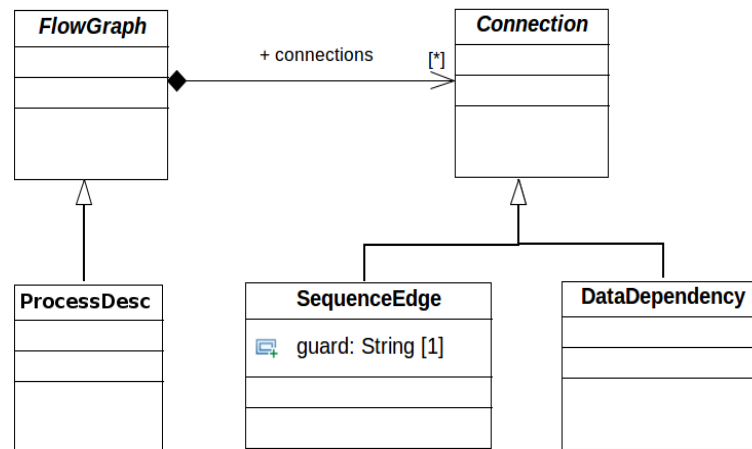 FlowGraph
Connection
+ connections
[*]
ProcessDesc
SequenceEdge
DataDependency
guard: String [1]